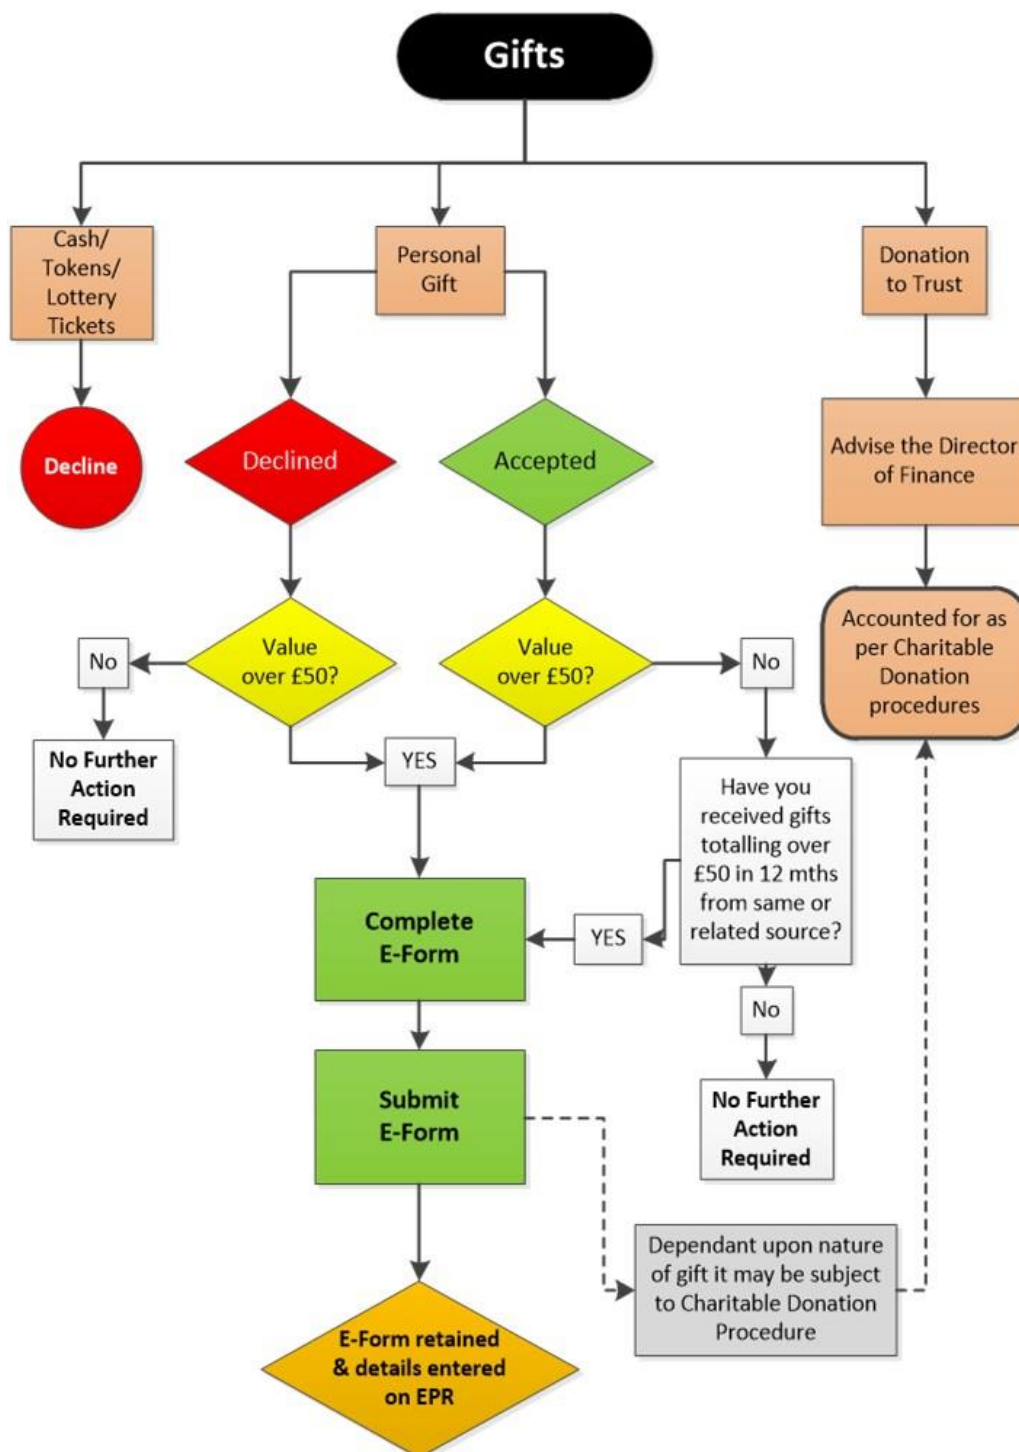 Gifts
Cash/
Tokens/
Lottery
Tickets
Personal
Gift
Donation
to Trust
Decline
Declined
Accepted
Advise the Director
of Finance
No
Value
over £50?
Value
over £50?
No
Accounted for as
per Charitable
Donation
procedures
No Further
Action
Required
YES
Have you
received gifts
totalling over
£50 in 12 mths
from same or
related source?
Complete
E-Form
YES
No
Submit
E-Form
No Further
Action
Required
Dependant upon nature
of gift it may be subject
to Charitable Donation
Procedure
E-Form retained
& details entered
on EPR